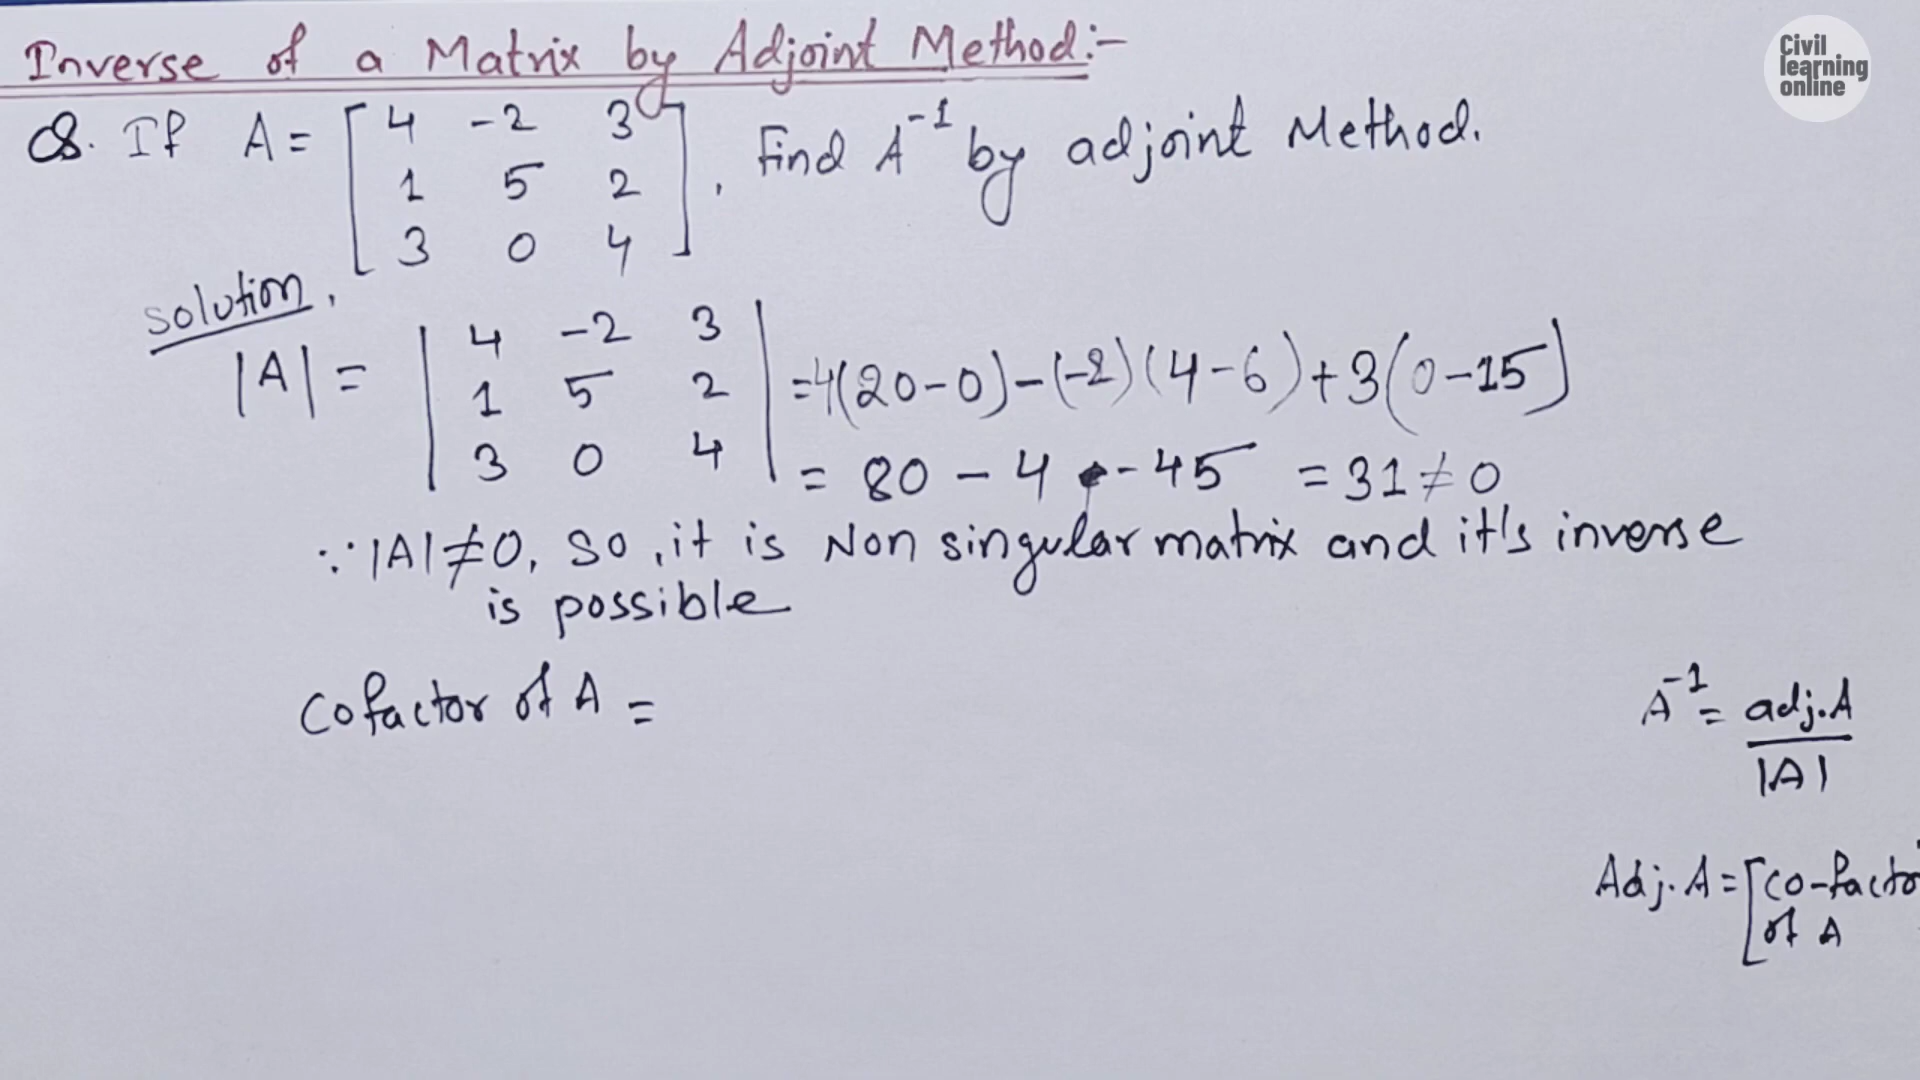 Inverse of a Matrix by Adjoint Method:-
Civil
learning
online
Q. If A = [4 -2 3
1 5 2
3 0 4], Find A⁻¹ by adjoint Method.
solution,
|A| = |4 -2 3
1 5 2
3 0 4| = 4(20-0)-(-2)(4-6)+3(0-15)
= 80 - 4 - 45 = 31 ≠ 0
∵ |A| ≠ 0, So, it is Non singular matrix and it's inverse
is possible
Cofactor of A =
A⁻¹ = adj.A
|A|
Adj. A = [co-facto
of A